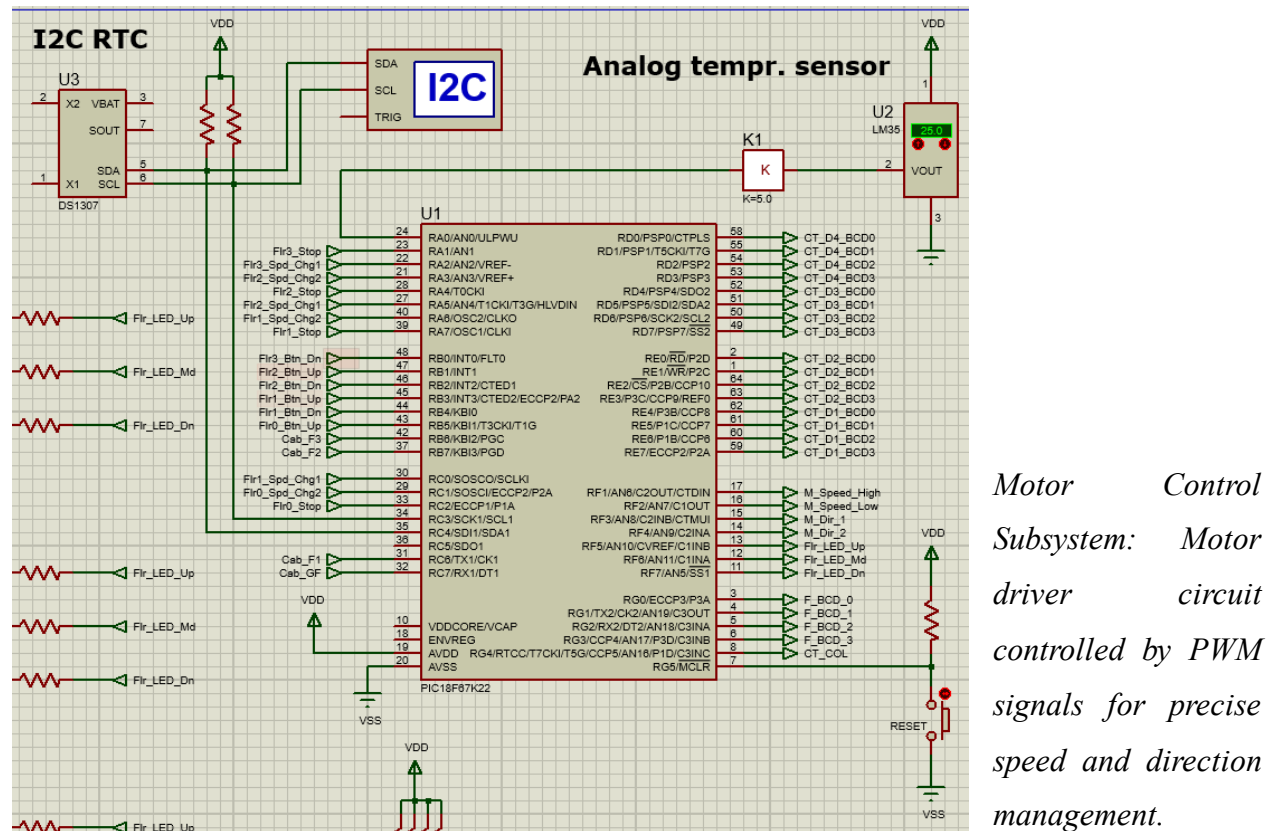 I2C RTC
VDD
U3
2 X2 VBAT 3
SOUT 7
SDA 5
1 X1 SCL 6
DS1307
SDA
SCL
TRIG
I2C
Analog tempr. sensor
VDD
1
U2
LM35
25.0
2 VOUT
3
K1
K
K=5.0
U1
24 RA0/AN0/ULPWU RD0/PSP0/CTPLS 58 CT_D4_BCD0
Flr3_Stop 23 RA1/AN1 RD1/PSP1/T5CKI/T7G 55 CT_D4_BCD1
Flr3_Spd_Chg1 22 RA2/AN2/VREF- RD2/PSP2 54 CT_D4_BCD2
Flr2_Spd_Chg2 21 RA3/AN3/VREF+ RD3/PSP3 53 CT_D4_BCD3
Flr2_Stop 28 RA4/T0CKI RD4/PSP4/SDO2 52 CT_D3_BCD0
Flr2_Spd_Chg1 27 RA5/AN4/T1CKI/T3G/HLVDIN RD5/PSP5/SDI2/SDA2 51 CT_D3_BCD1
Flr1_Spd_Chg2 40 RA6/OSC2/CLKO RD6/PSP6/SCK2/SCL2 50 CT_D3_BCD2
Flr1_Stop 39 RA7/OSC1/CLKI RD7/PSP7/SS2 49 CT_D3_BCD3
Flr3_Btn_Dn 48 RB0/INT0/FLT0 RE0/RD/P2D 2 CT_D2_BCD0
Flr2_Btn_Up 47 RB1/INT1 RE1/WR/P2C 1 CT_D2_BCD1
Flr2_Btn_Dn 46 RB2/INT2/CTED1 RE2/CS/P2B/CCP10 64 CT_D2_BCD2
Flr1_Btn_Up 45 RB3/INT3/CTED2/ECCP2/PA2 RE3/P3C/CCP9/REF0 63 CT_D2_BCD3
Flr1_Btn_Dn 44 RB4/KBI0 RE4/P3B/CCP8 62 CT_D1_BCD0
Flr0_Btn_Up 43 RB5/KBI1/T3CKI/T1G RE5/P1C/CCP7 61 CT_D1_BCD1
Cab_F3 42 RB6/KBI2/PGC RE6/P1B/CCP6 60 CT_D1_BCD2
Cab_F2 37 RB7/KBI3/PGD RE7/ECCP2/P2A 59 CT_D1_BCD3
Flr1_Spd_Chg1 30 RC0/SOSCO/SCLKI
Flr0_Spd_Chg2 29 RC1/SOSCI/ECCP2/P2A RF1/AN6/C2OUT/CTDIN 17 M_Speed_High
Flr0_Stop 33 RC2/ECCP1/P1A RF2/AN7/C1OUT 16 M_Speed_Low
34 RC3/SCK1/SCL1 RF3/AN8/C2INB/CTMUI 15 M_Dir_1
35 RC4/SDI1/SDA1 RF4/AN9/C2INA 14 M_Dir_2
36 RC5/SDO1 RF5/AN10/CVREF/C1INB 13 Flr_LED_Up
Cab_F1 31 RC6/TX1/CK1 RF6/AN11/C1INA 12 Flr_LED_Md
Cab_GF 32 RC7/RX1/DT1 RF7/AN5/SS1 11 Flr_LED_Dn
RG0/ECCP3/P3A 3 F_BCD_0
RG1/TX2/CK2/AN19/C3OUT 4 F_BCD_1
10 VDDCORE/VCAP RG2/RX2/DT2/AN18/C3INA 5 F_BCD_2
18 ENVREG RG3/CCP4/AN17/P3D/C3INB 6 F_BCD_3
19 AVDD RG4/RTCC/T7CKI/T5G/CCP5/AN16/P1D/C3INC 8 CT_COL
20 AVSS RG5/MCLR 7
PIC18F67K22
VDD
VSS
VDD
Flr_LED_Up
Flr_LED_Md
Flr_LED_Dn
Flr_LED_Up
Flr_LED_Md
Flr_LED_Dn
Flr_LED_Up
VDD
RESET
VSS
Motor Control
Subsystem: Motor
driver circuit
controlled by PWM
signals for precise
speed and direction
management.